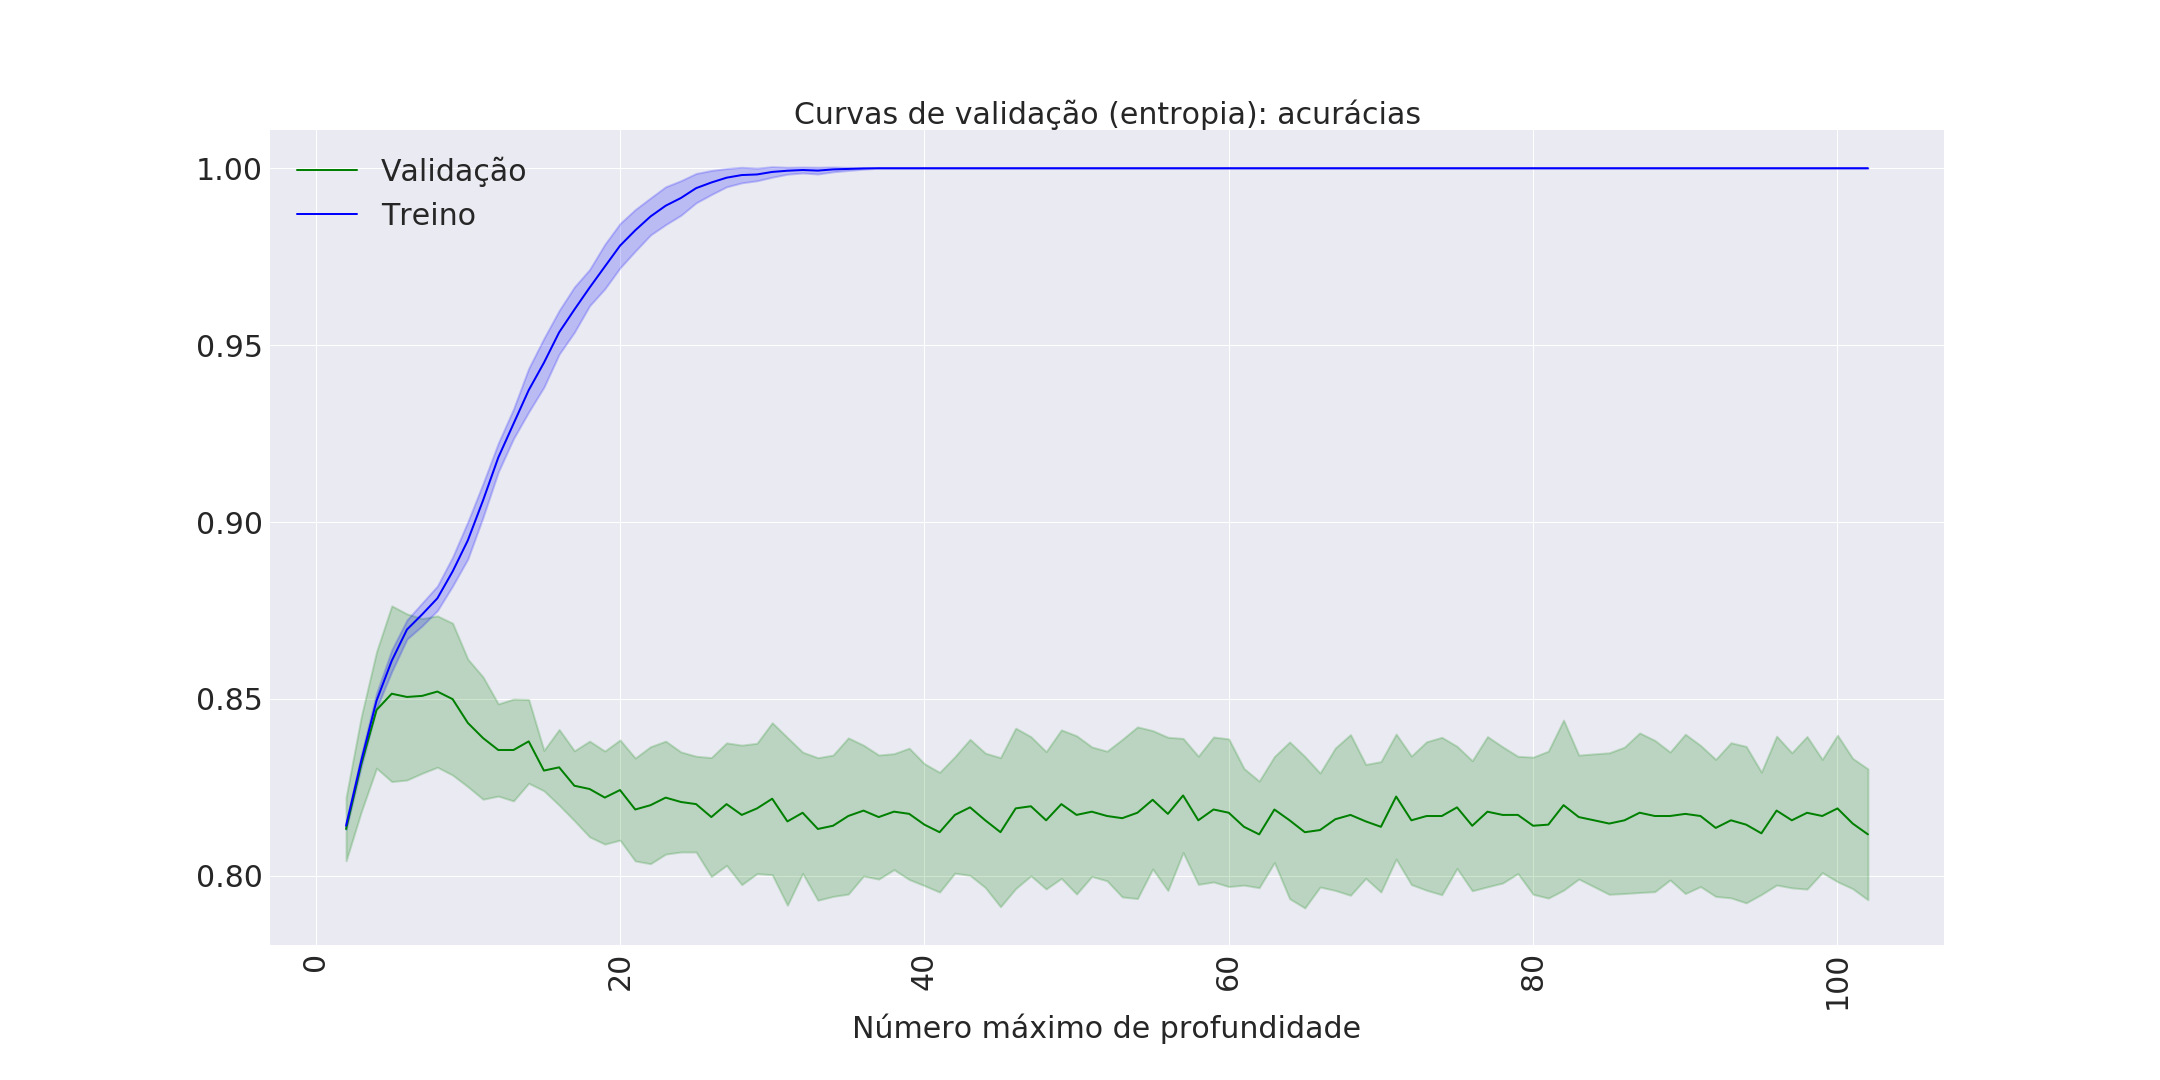 Curvas de validação (entropia): acurácias
Validação
Treino
1.00
0.95
0.90
0.85
0.80
0
20
40
60
80
100
Número máximo de profundidade